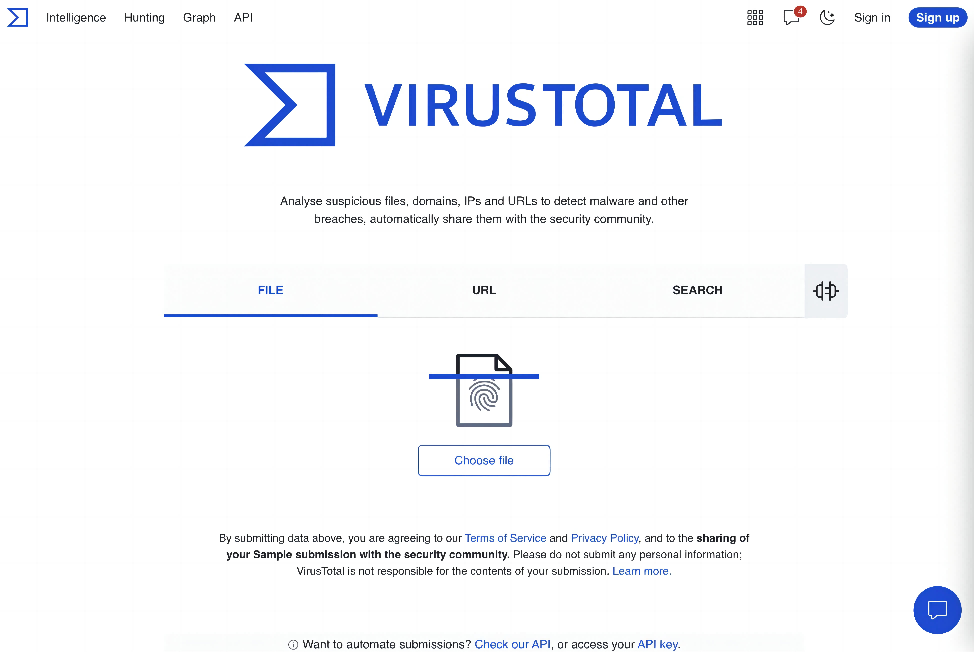 Intelligence Hunting Graph API 4 Sign in Sign up
VIRUSTOTAL
Analyse suspicious files, domains, IPs and URLs to detect malware and other
breaches, automatically share them with the security community.
FILE URL SEARCH
Choose file
By submitting data above, you are agreeing to our Terms of Service and Privacy Policy, and to the sharing of
your Sample submission with the security community. Please do not submit any personal information;
VirusTotal is not responsible for the contents of your submission. Learn more.
Want to automate submissions? Check our API, or access your API key.